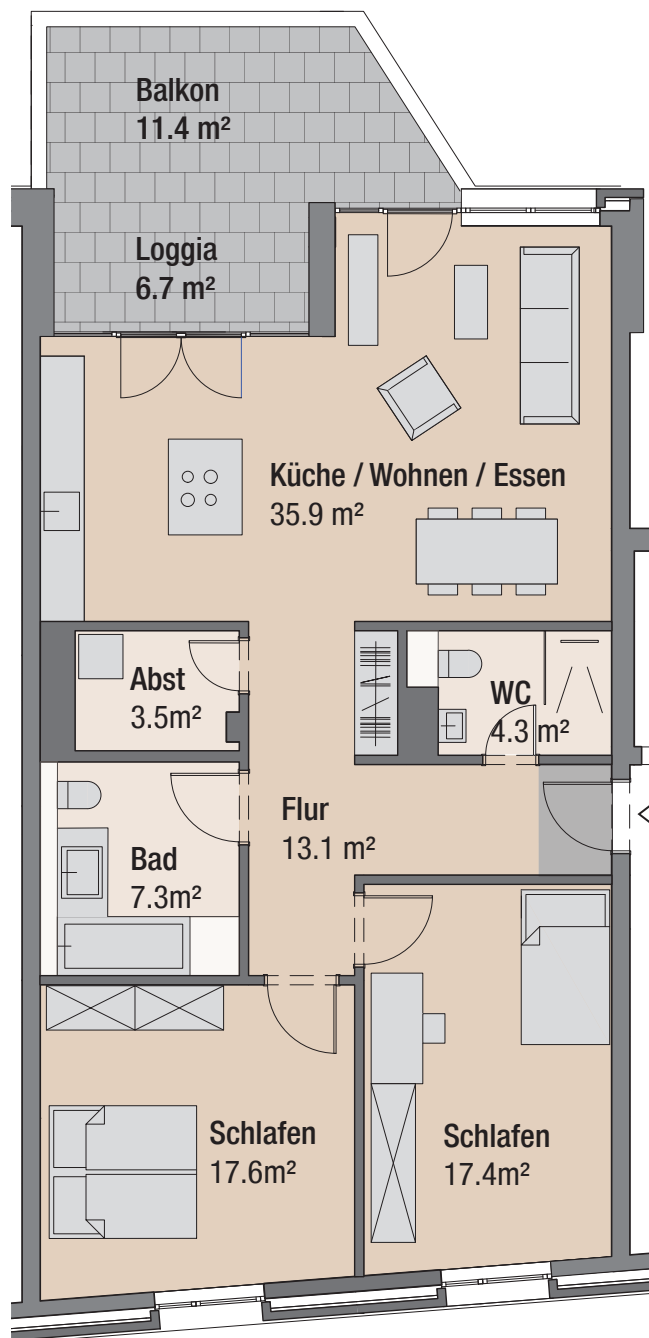 Balkon
11.4 m²
Loggia
6.7 m²
Küche / Wohnen / Essen
35.9 m²
Abst
3.5m²
WC
4.3 m²
Flur
13.1 m²
Bad
7.3m²
Schlafen
17.6m²
Schlafen
17.4m²